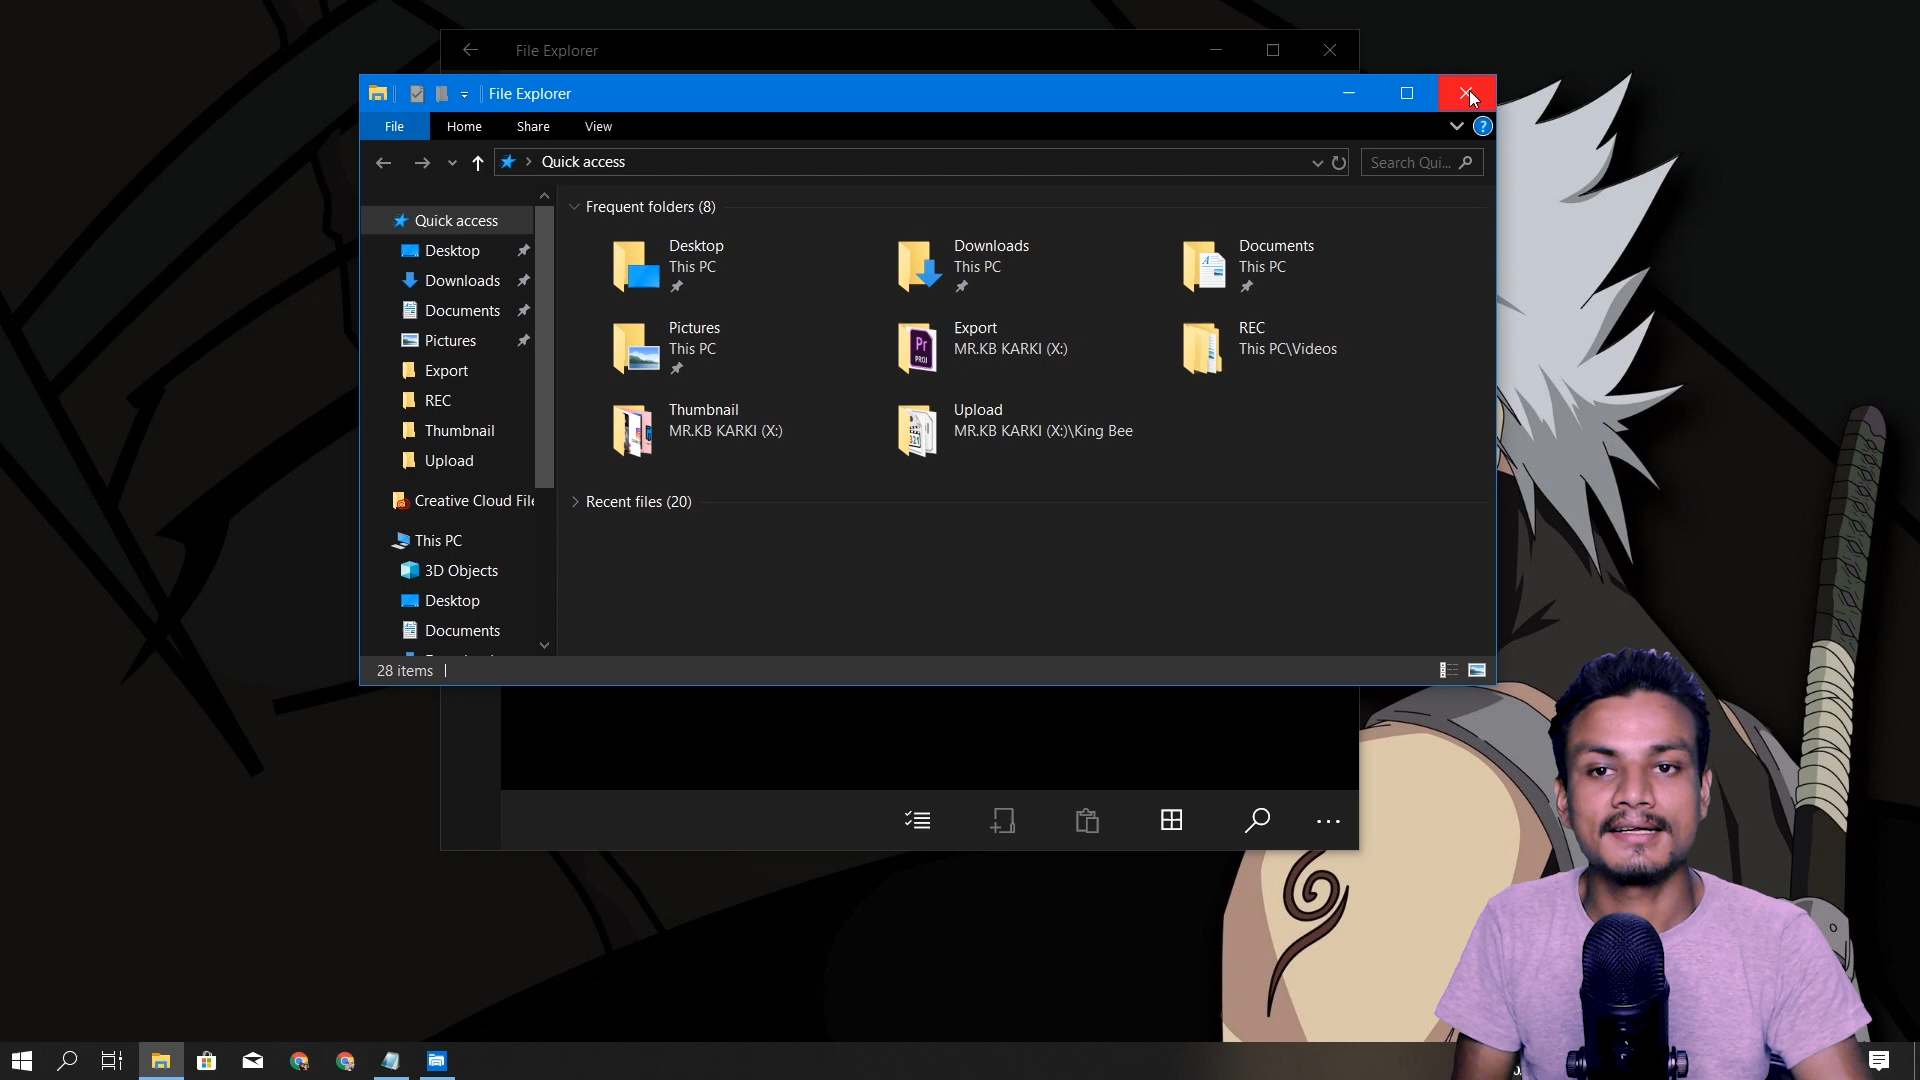 File Explorer
File Explorer
File Home Share View
Quick access Search Qui...
Quick access
Desktop
Downloads
Documents
Pictures
Export
REC
Thumbnail
Upload
Creative Cloud File
This PC
3D Objects
Desktop
Documents
Frequent folders (8)
Desktop
This PC
Downloads
This PC
Documents
This PC
Pictures
This PC
Pr
PROJ
Export
MR.KB KARKI (X:)
REC
This PC\Videos
Thumbnail
MR.KB KARKI (X:)
321
Upload
MR.KB KARKI (X:)\King Bee
Recent files (20)
28 items